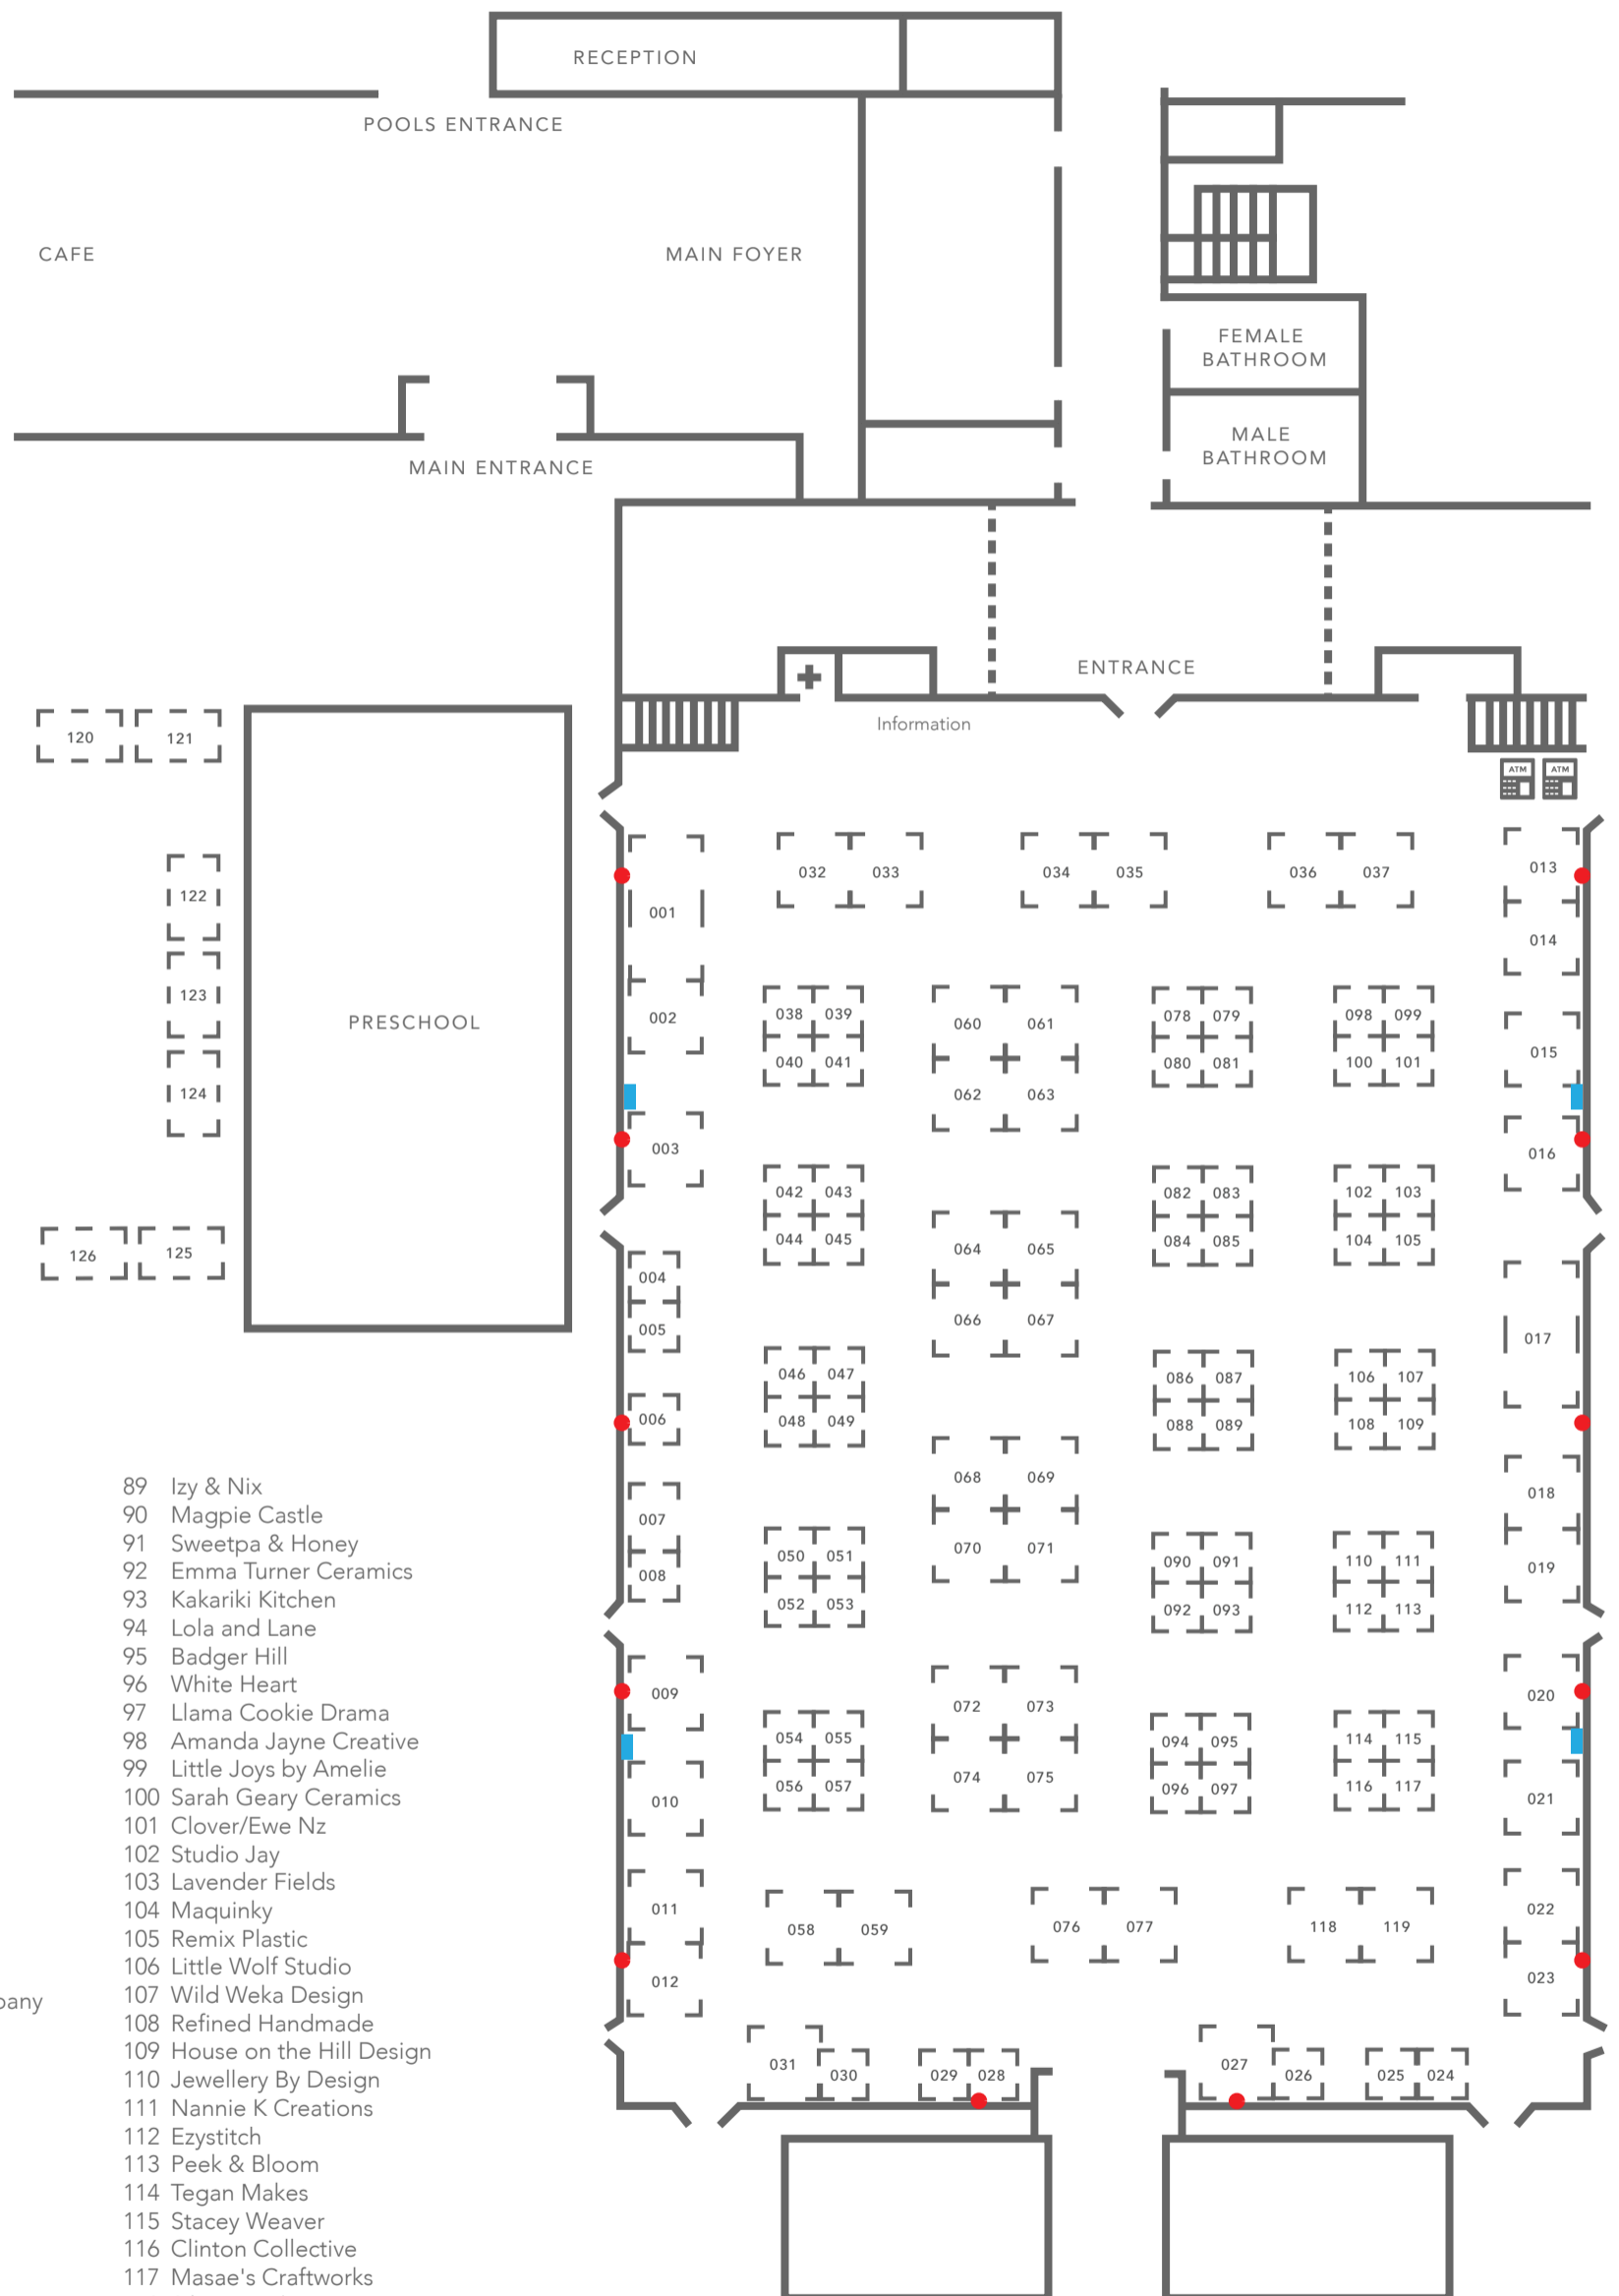 RECEPTION
POOLS ENTRANCE
CAFE
MAIN FOYER
FEMALE
BATHROOM
MALE
BATHROOM
MAIN ENTRANCE
ENTRANCE
Information
120 121
ATM ATM
PRESCHOOL
122
123
124
126 125
001
002
003
004
005
006
007
008
009
010
011
012
032 033
034 035
036 037
013
014
015
016
017
018
019
020
021
022
023
038 039
040 041
042 043
044 045
046 047
048 049
050 051
052 053
054 055
056 057
058 059
060 061
062 063
064 065
066 067
068 069
070 071
072 073
074 075
076 077
078 079
080 081
082 083
084 085
086 087
088 089
090 091
092 093
094 095
096 097
098 099
100 101
102 103
104 105
106 107
108 109
110 111
112 113
114 115
116 117
118 119
031 030 029 028
027 026 025 024
89 Izy & Nix
90 Magpie Castle
91 Sweetpa & Honey
92 Emma Turner Ceramics
93 Kakariki Kitchen
94 Lola and Lane
95 Badger Hill
96 White Heart
97 Llama Cookie Drama
98 Amanda Jayne Creative
99 Little Joys by Amelie
100 Sarah Geary Ceramics
101 Clover/Ewe Nz
102 Studio Jay
103 Lavender Fields
104 Maquinky
105 Remix Plastic
106 Little Wolf Studio
107 Wild Weka Design
108 Refined Handmade
109 House on the Hill Design
110 Jewellery By Design
111 Nannie K Creations
112 Ezystitch
113 Peek & Bloom
114 Tegan Makes
115 Stacey Weaver
116 Clinton Collective
117 Masae's Craftworks